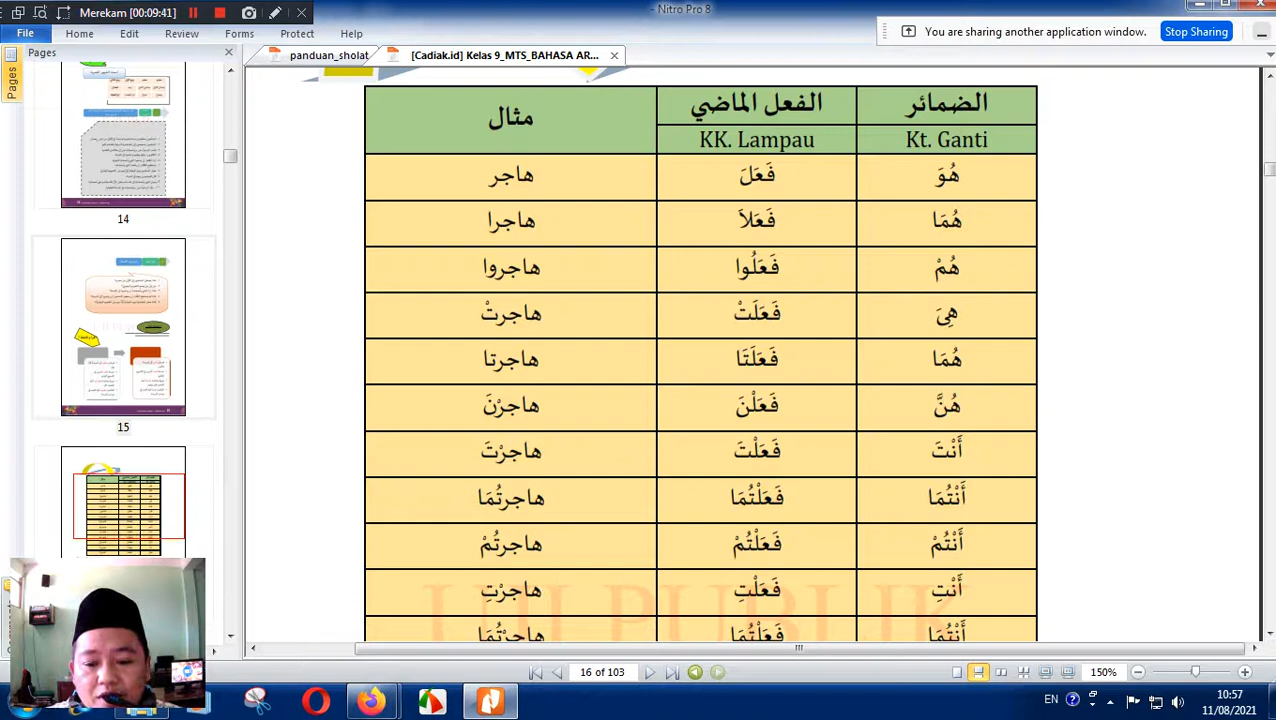 Merekam (00:09:41)
- Nitro Pro 8
File Home Edit Review Forms Protect Help
You are sharing another application window. Stop Sharing
Pages
panduan_sholat
[Cadiak.id] Kelas 9_MTS_BAHASA AR...
Pages
14
15
الضمائر الفعل الماضي مثال
Kt. Ganti KK. Lampau
هُوَ فَعَلَ هاجر
هُمَا فَعَلَا هاجرا
هُمْ فَعَلُوا هاجروا
هِىَ فَعَلَتْ هاجرتْ
هُمَا فَعَلَتَا هاجرتا
هُنَّ فَعَلْنَ هاجرْنَ
أَنْتَ فَعَلْتَ هاجرْتَ
أَنْتُمَا فَعَلْتُمَا هاجرتُمَا
أَنْتُمْ فَعَلْتُمْ هاجرتُمْ
أَنْتِ فَعَلْتِ هاجرْتِ
أَنْتُمَا فَعَلْتُمَا هاجرْتُمَا
PUBLIK
16 of 103
150%
EN
10:57
11/08/2021